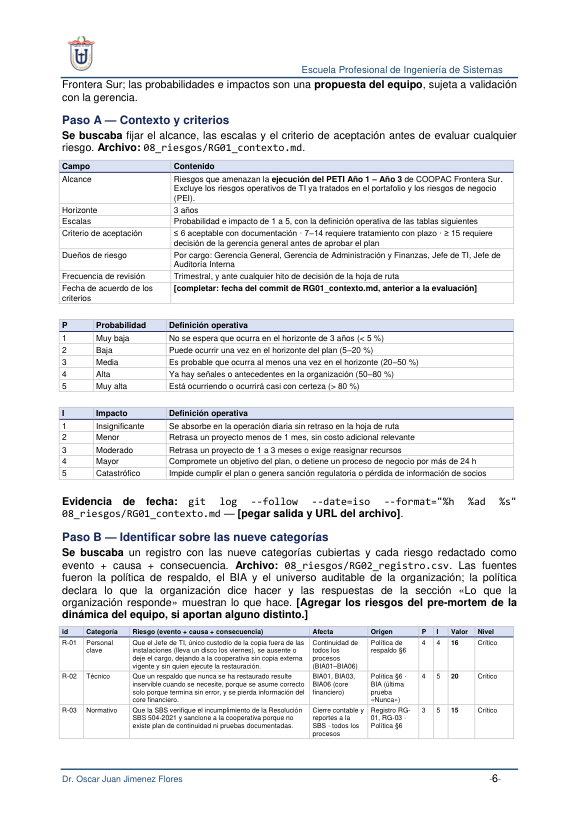 Escuela Profesional de Ingeniería de Sistemas
Frontera Sur; las probabilidades e impactos son una propuesta del equipo, sujeta a validación
con la gerencia.
Paso A — Contexto y criterios
Se buscaba fijar el alcance, las escalas y el criterio de aceptación antes de evaluar cualquier
riesgo. Archivo: 08_riesgos/RG01_contexto.md.
Campo Contenido
Alcance Riesgos que amenazan la ejecución del PETI Año 1 – Año 3 de COOPAC Frontera Sur.
Excluye los riesgos operativos de TI ya tratados en el portafolio y los riesgos de negocio
(PEI).
Horizonte 3 años
Escalas Probabilidad e impacto de 1 a 5, con la definición operativa de las tablas siguientes
Criterio de aceptación ≤ 6 aceptable con documentación · 7–14 requiere tratamiento con plazo · ≥ 15 requiere
decisión de la gerencia general antes de aprobar el plan
Dueños de riesgo Por cargo: Gerencia General, Gerencia de Administración y Finanzas, Jefe de TI, Jefe de
Auditoría Interna
Frecuencia de revisión Trimestral, y ante cualquier hito de decisión de la hoja de ruta
Fecha de acuerdo de los [completar: fecha del commit de RG01_contexto.md, anterior a la evaluación]
criterios
P Probabilidad Definición operativa
1 Muy baja No se espera que ocurra en el horizonte de 3 años (< 5 %)
2 Baja Puede ocurrir una vez en el horizonte del plan (5–20 %)
3 Media Es probable que ocurra al menos una vez en el horizonte (20–50 %)
4 Alta Ya hay señales o antecedentes en la organización (50–80 %)
5 Muy alta Está ocurriendo o ocurrirá casi con certeza (> 80 %)
I Impacto Definición operativa
1 Insignificante Se absorbe en la operación diaria sin retraso en la hoja de ruta
2 Menor Retrasa un proyecto menos de 1 mes, sin costo adicional relevante
3 Moderado Retrasa un proyecto de 1 a 3 meses o exige reasignar recursos
4 Mayor Compromete un objetivo del plan, o detiene un proceso de negocio por más de 24 h
5 Catastrófico Impide cumplir el plan o genera sanción regulatoria o pérdida de información de socios
Evidencia de fecha: git log --follow --date=iso --format="%h %ad %s"
08_riesgos/RG01_contexto.md — [pegar salida y URL del archivo].
Paso B — Identificar sobre las nueve categorías
Se buscaba un registro con las nueve categorías cubiertas y cada riesgo redactado como
evento + causa + consecuencia. Archivo: 08_riesgos/RG02_registro.csv. Las fuentes
fueron la política de respaldo, el BIA y el universo auditable de la organización; la política
declara lo que la organización dice hacer y las respuestas de la sección «Lo que la
organización responde» muestran lo que hace. [Agregar los riesgos del pre-mortem de la
dinámica del equipo, si aportan alguno distinto.]
Id Categoría Riesgo (evento + causa + consecuencia) Afecta Origen P I Valor Nivel
R-01 Personal Que el Jefe de TI, único custodio de la copia fuera de las Continuidad de Política de 4 4 16 Crítico
clave instalaciones (lleva un disco los viernes), se ausente o todos los respaldo §6
deje el cargo, dejando a la cooperativa sin copia externa procesos
vigente y sin quien ejecute la restauración. (BIA01–BIA06)
R-02 Técnico Que un respaldo que nunca se ha restaurado resulte BIA01, BIA03, Política §6 · 4 5 20 Crítico
inservible cuando se necesite, porque se asume correcto BIA06 (core BIA (última
solo porque termina sin error, y se pierda información del financiero) prueba
core financiero. «Nunca»)
R-03 Normativo Que la SBS verifique el incumplimiento de la Resolución Cierre contable y Registro RG- 3 5 15 Crítico
SBS 504-2021 y sancione a la cooperativa porque no reportes a la 01, RG-03 ·
existe plan de continuidad ni pruebas documentadas. SBS · todos los Política §6
procesos
Dr. Oscar Juan Jimenez Flores -6-